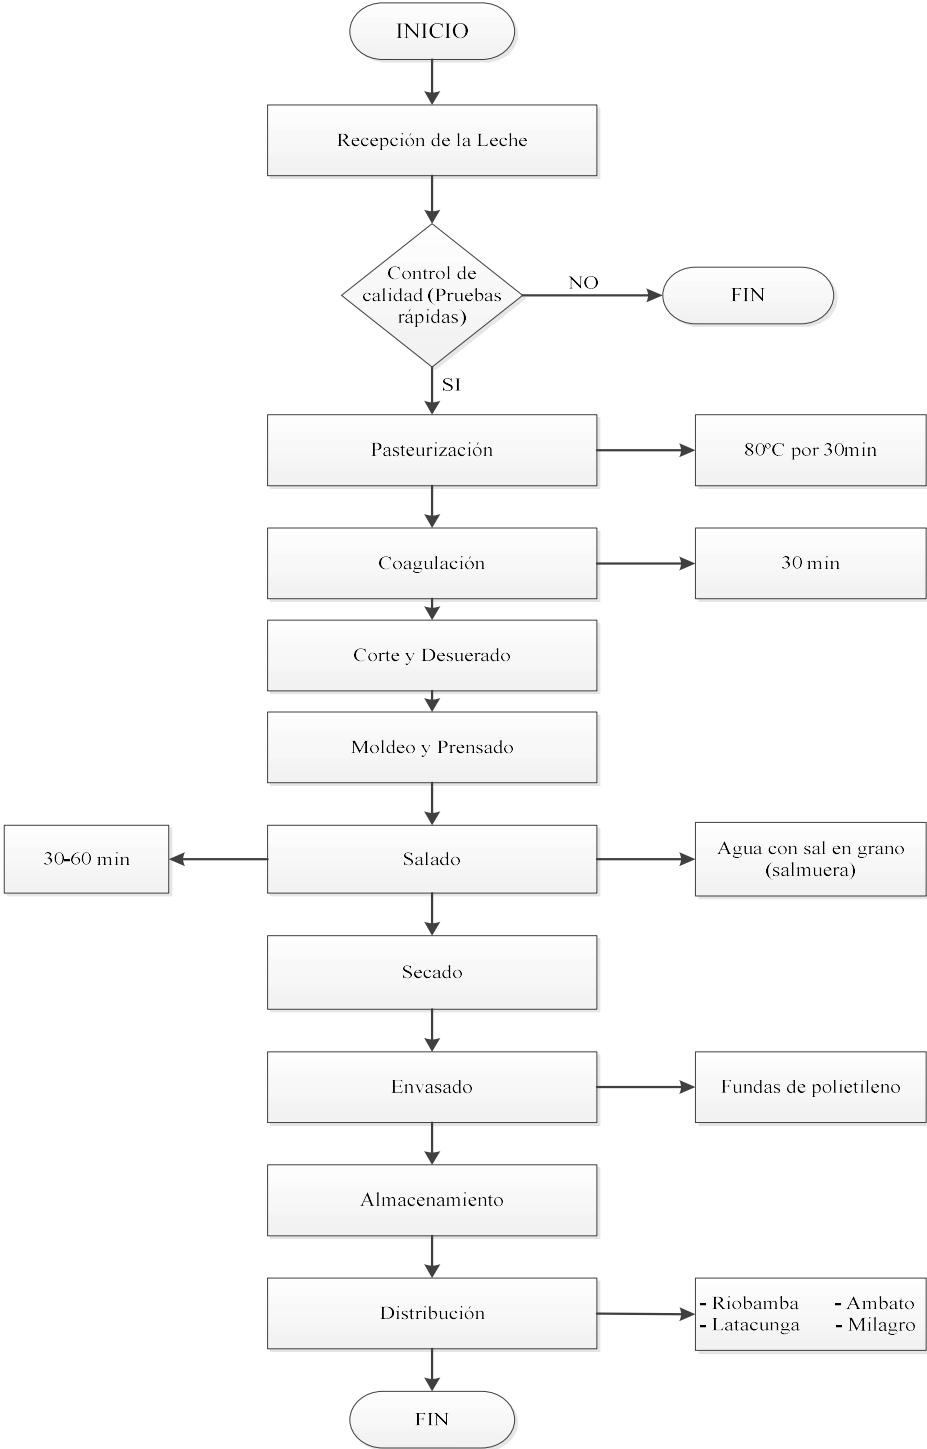 INICIO
Recepción de la Leche
Control de
calidad (Pruebas
rápidas)
NO
FIN
SI
Pasteurización
80ºC por 30min
Coagulación
30 min
Corte y Desuerado
Moldeo y Prensado
30-60 min
Salado
Agua con sal en grano
(salmuera)
Secado
Envasado
Fundas de polietileno
Almacenamiento
Distribución
- Riobamba - Ambato
- Latacunga - Milagro
FIN